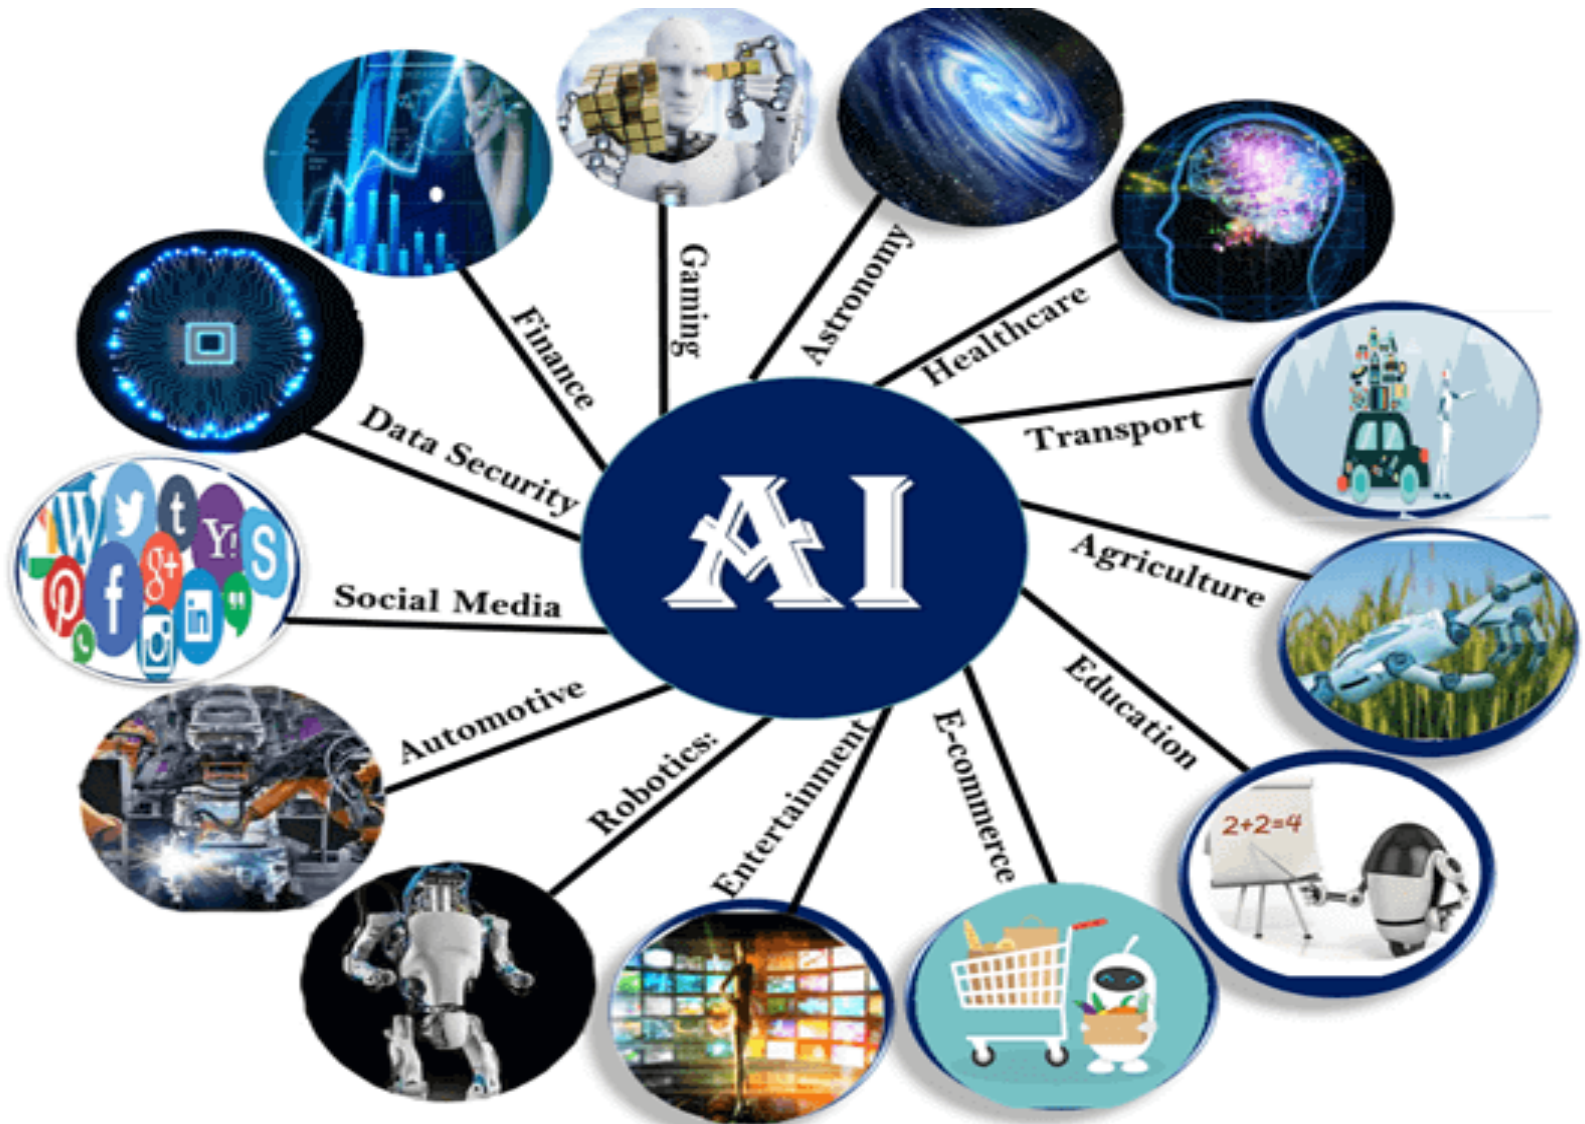 Gaming
Astronomy
Healthcare
Finance
Transport
Data Security
AI
Agriculture
Social Media
Education
Automotive
Robotics:
Entertainment
E-commerce
2+2=4
W
t
Y!
S
g+
f
in